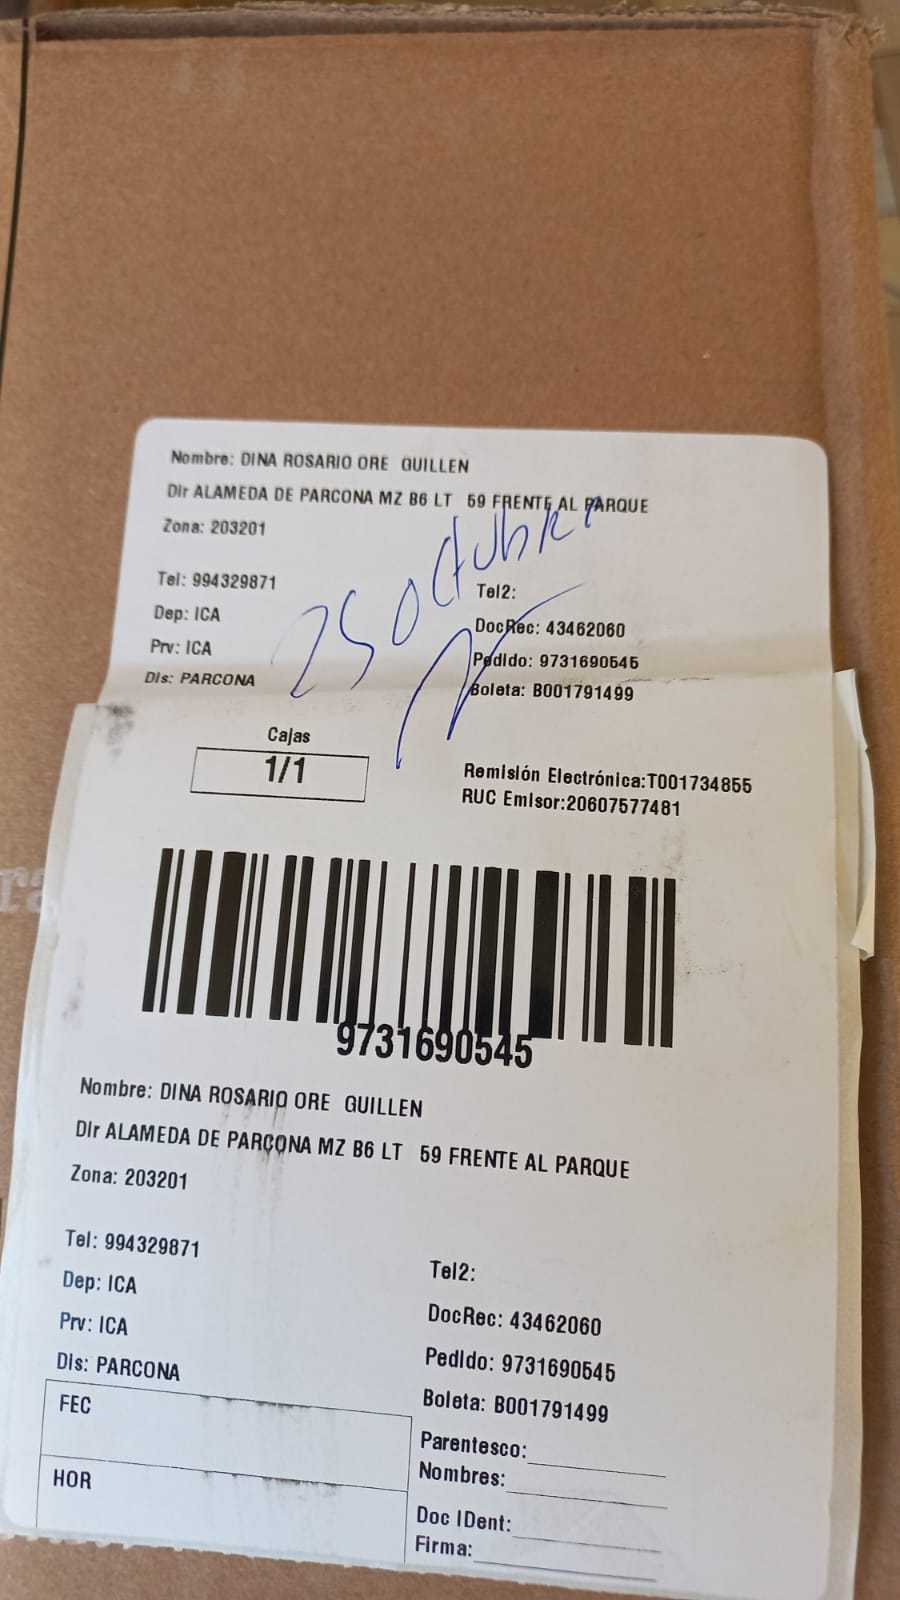 Nombre: DINA ROSARIO ORE GUILLEN
Dir ALAMEDA DE PARCONA MZ B6 LT 59 FRENTE AL PARQUE
Zona: 203201
25 octubre
Tel: 994329871
Tel2:
Dep: ICA
DocRec: 43462060
Prv: ICA
Pedido: 9731690545
Dis: PARCONA
Boleta: B001791499
Cajas
1/1
Remisión Electrónica:T001734855
RUC Emisor:20607577481
9731690545
Nombre: DINA ROSARIO ORE GUILLEN
Dir ALAMEDA DE PARCONA MZ B6 LT 59 FRENTE AL PARQUE
Zona: 203201
Tel: 994329871
Tel2:
Dep: ICA
DocRec: 43462060
Prv: ICA
Pedido: 9731690545
Dis: PARCONA
Boleta: B001791499
FEC
Parentesco:
Nombres:
HOR
Doc IDent:
Firma: